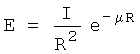 E = I / R² e^{-μR}